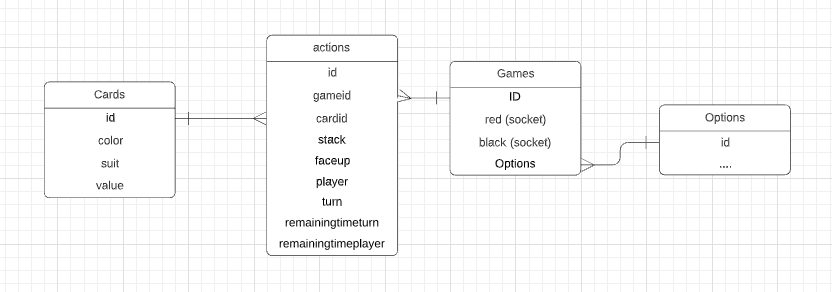 Cards
id
color
suit
value
actions
id
gameid
cardid
stack
faceup
player
turn
remainingtimeturn
remainingtimeplayer
Games
ID
red (socket)
black (socket)
Options
Options
id
....